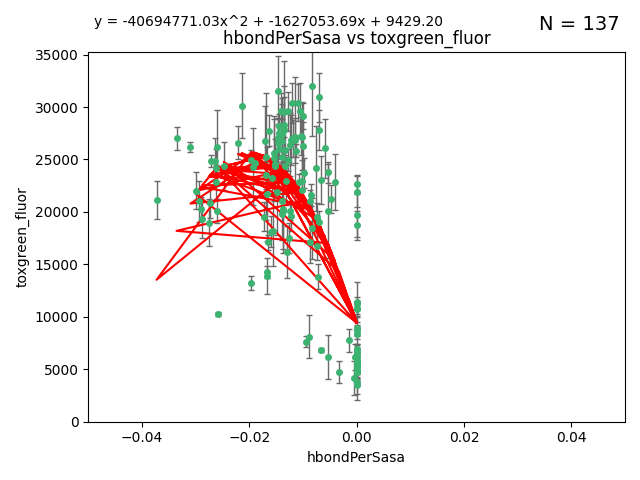 y = -40694771.03x^2 + -1627053.69x + 9429.20
N = 137
hbondPerSasa vs toxgreen_fluor
35000
30000
25000
20000
15000
10000
5000
0
toxgreen_fluor
−0.04
−0.02
0.00
0.02
0.04
hbondPerSasa